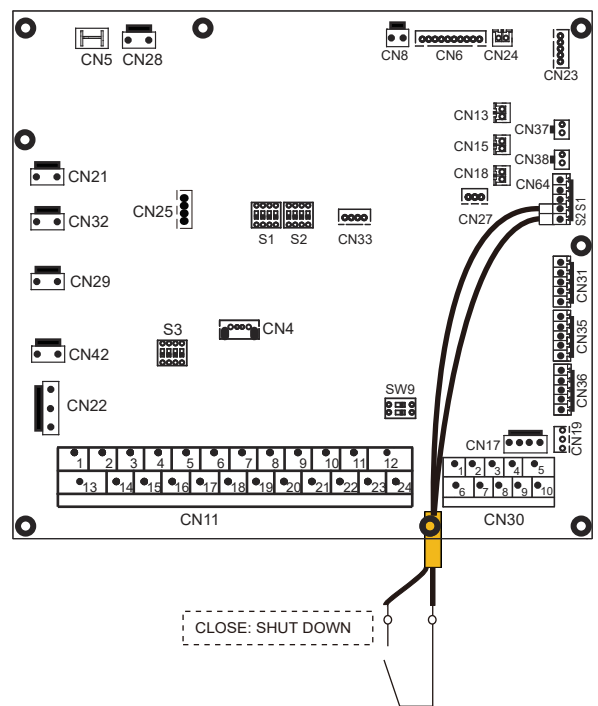 CN5 CN28 CN8 CN6 CN24
CN23
CN13
CN37
CN15
CN38
CN18
CN64
CN21
CN25
CN27
S2 S1
CN32
S1 S2 CN33
CN31
CN29
S3 CN4
CN35
CN42
SW9
CN36
CN22
CN17
CN19
1 2 3 4 5 6 7 8 9 10 11 12
1 2 3 4 5
13 14 15 16 17 18 19 20 21 22 23 24
6 7 8 9 10
CN11
CN30
CLOSE: SHUT DOWN